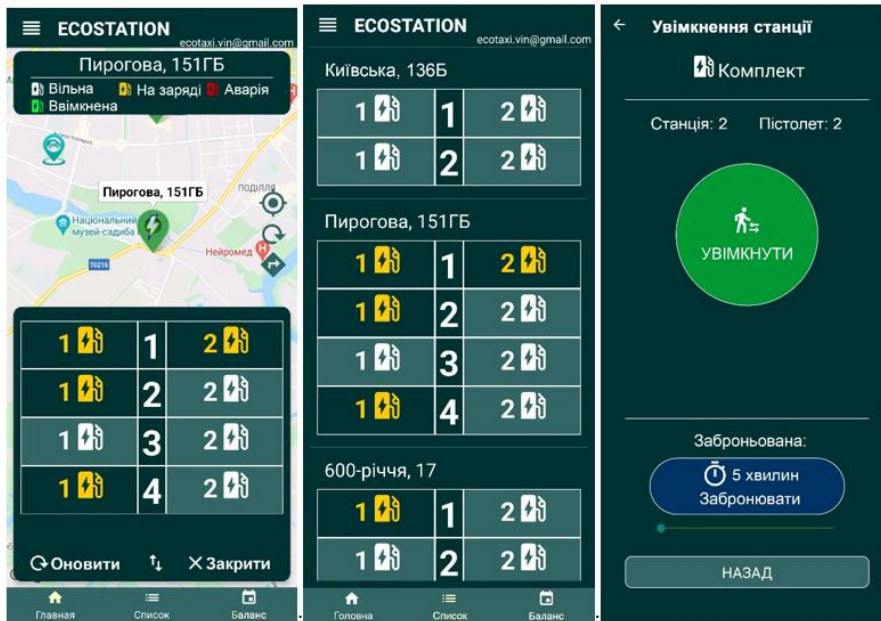 ECOSTATION
ecotaxi.vin@gmail.com
Пирогова, 151ГБ
Вільна На заряді Аварія
Ввімкнена
Пирогова, 151ГБ
ПОДІЛЛЯ
Національний
музей-садиба
Нейромед
T0216
1 1 2
1 2 2
1 3 2
1 4 2
Оновити Закрити
Главная Список Баланс
ECOSTATION
ecotaxi.vin@gmail.com
Київська, 136Б
1 1 2
1 2 2
Пирогова, 151ГБ
1 1 2
1 2 2
1 3 2
1 4 2
600-річчя, 17
1 1 2
1 2 2
Головна Список Баланс
Увімкнення станції
Комплект
Станція: 2 Пістолет: 2
УВІМКНУТИ
Заброньована:
5 хвилин
Забронювати
НАЗАД